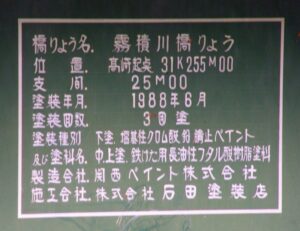 橋りょう名. 霧積川橋りょう
位置. 高崎起点 31K255M00
支間. 25M00
塗装年月. 1988年6月
塗装回数. 3回塗
塗装種別 下塗. 塩基性クロム酸鉛錆止ペイント
及び塗料名. 中上塗. 鉄けた用長油性フタル酸樹脂塗料
製造会社. 関西ペイント株式会社
施工会社. 株式会社石田塗装店